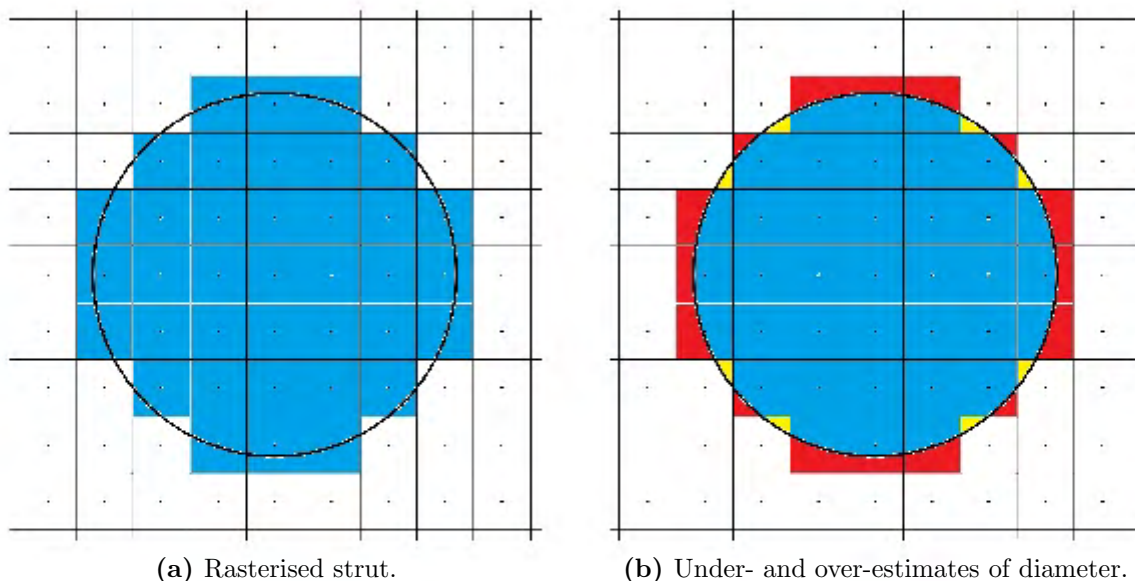 (a) Rasterised strut.
(b) Under- and over-estimates of diameter.